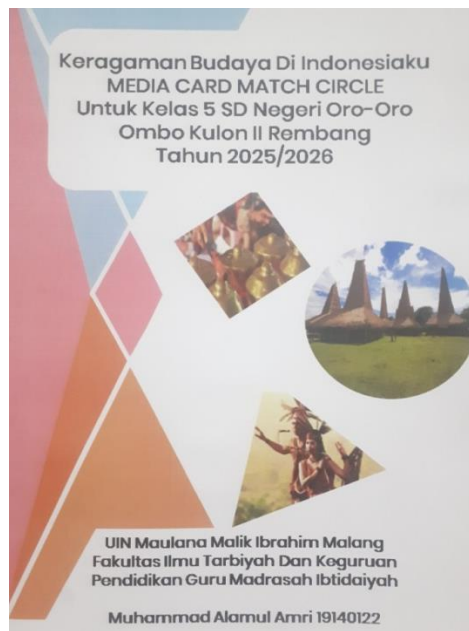 Keragaman Budaya Di Indonesiaku
MEDIA CARD MATCH CIRCLE
Untuk Kelas 5 SD Negeri Oro-Oro
Ombo Kulon II Rembang
Tahun 2025/2026
UIN Maulana Malik Ibrahim Malang
Fakultas Ilmu Tarbiyah Dan Keguruan
Pendidikan Guru Madrasah Ibtidaiyah
Muhammad Alamul Amri 19140122